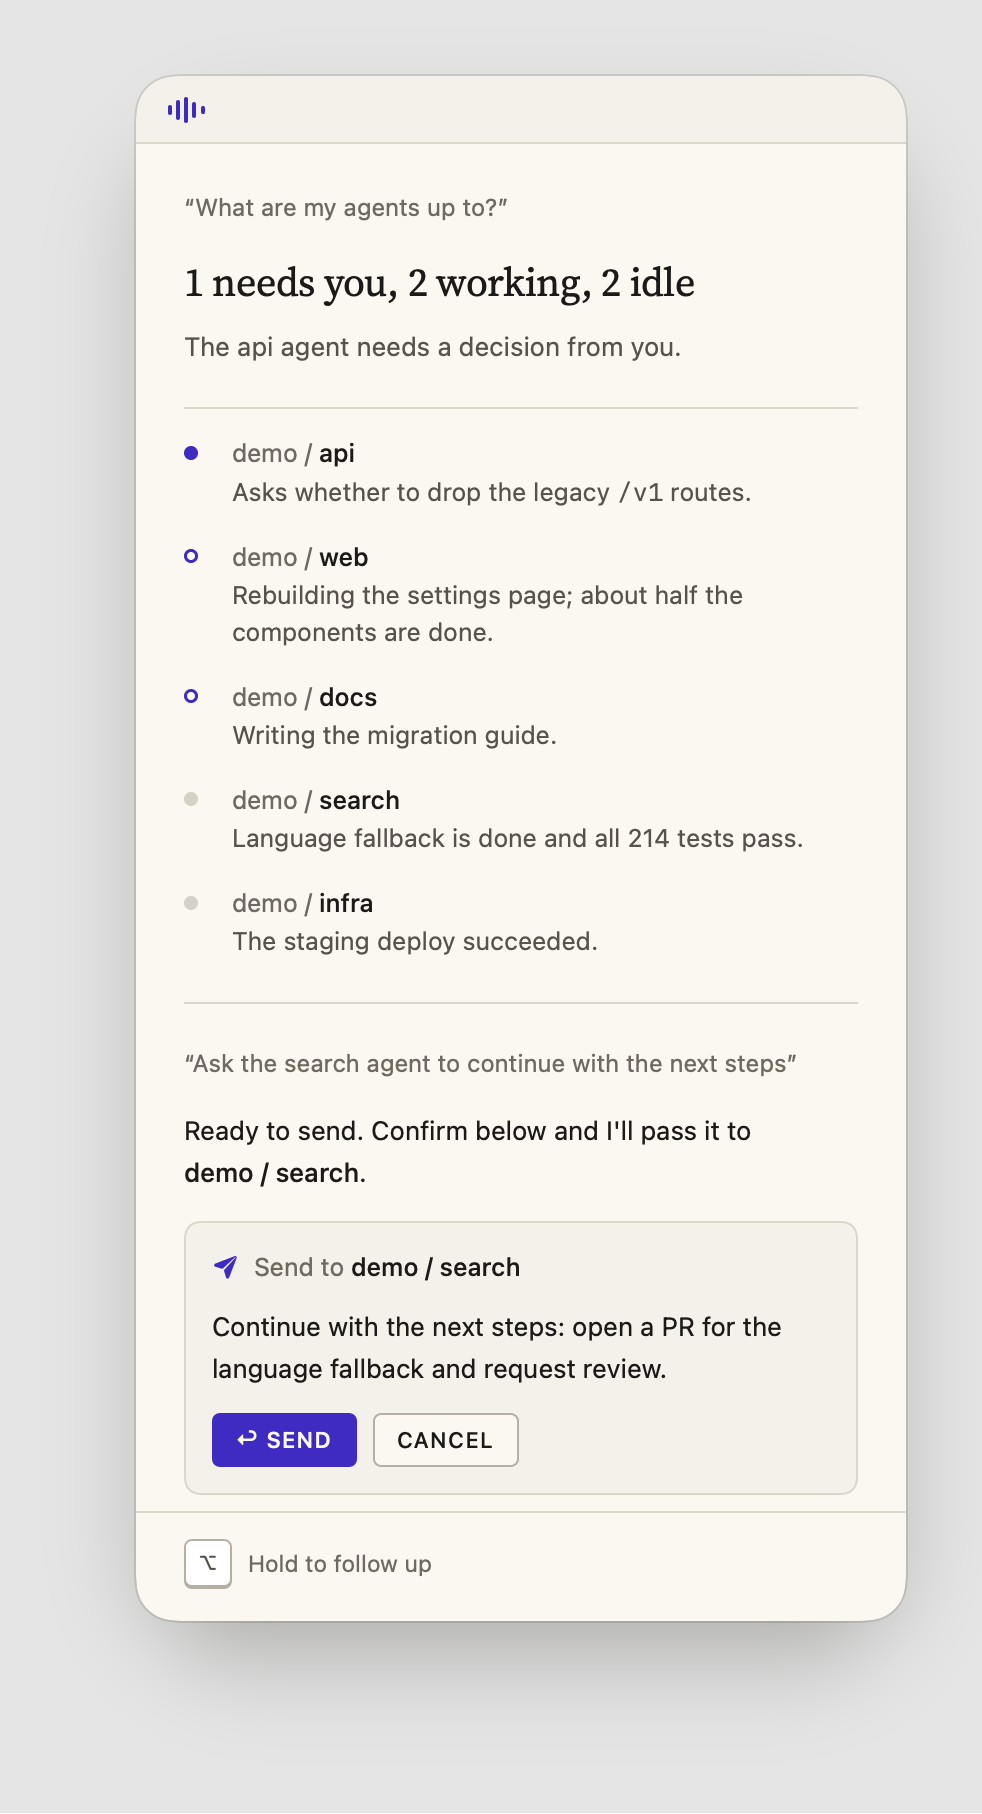 “What are my agents up to?”
1 needs you, 2 working, 2 idle
The api agent needs a decision from you.
demo / api
Asks whether to drop the legacy /v1 routes.
demo / web
Rebuilding the settings page; about half the
components are done.
demo / docs
Writing the migration guide.
demo / search
Language fallback is done and all 214 tests pass.
demo / infra
The staging deploy succeeded.
“Ask the search agent to continue with the next steps”
Ready to send. Confirm below and I'll pass it to
demo / search.
Send to demo / search
Continue with the next steps: open a PR for the
language fallback and request review.
↩ SEND CANCEL
⌥ Hold to follow up